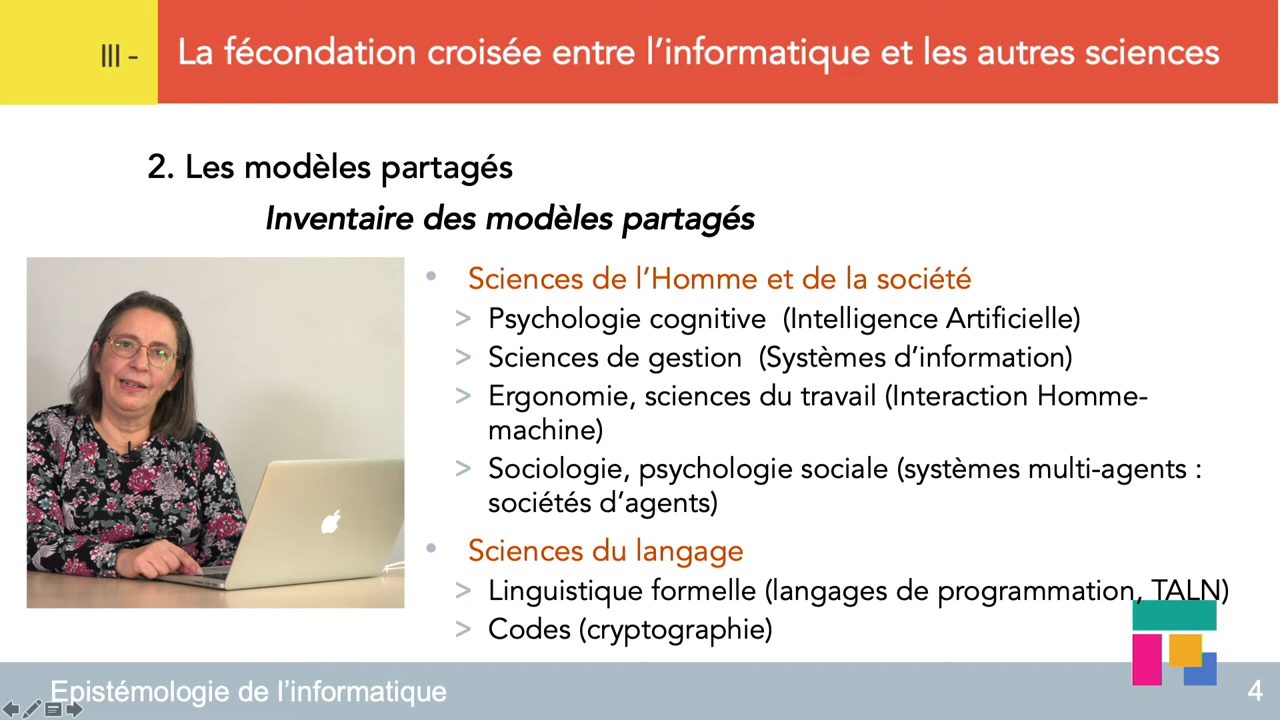 III -
La fécondation croisée entre l’informatique et les autres sciences
2. Les modèles partagés
Inventaire des modèles partagés
• Sciences de l’Homme et de la société
> Psychologie cognitive (Intelligence Artificielle)
> Sciences de gestion (Systèmes d’information)
> Ergonomie, sciences du travail (Interaction Homme-
machine)
> Sociologie, psychologie sociale (systèmes multi-agents :
sociétés d’agents)
• Sciences du langage
> Linguistique formelle (langages de programmation, TALN)
> Codes (cryptographie)
Epistémologie de l’informatique
4